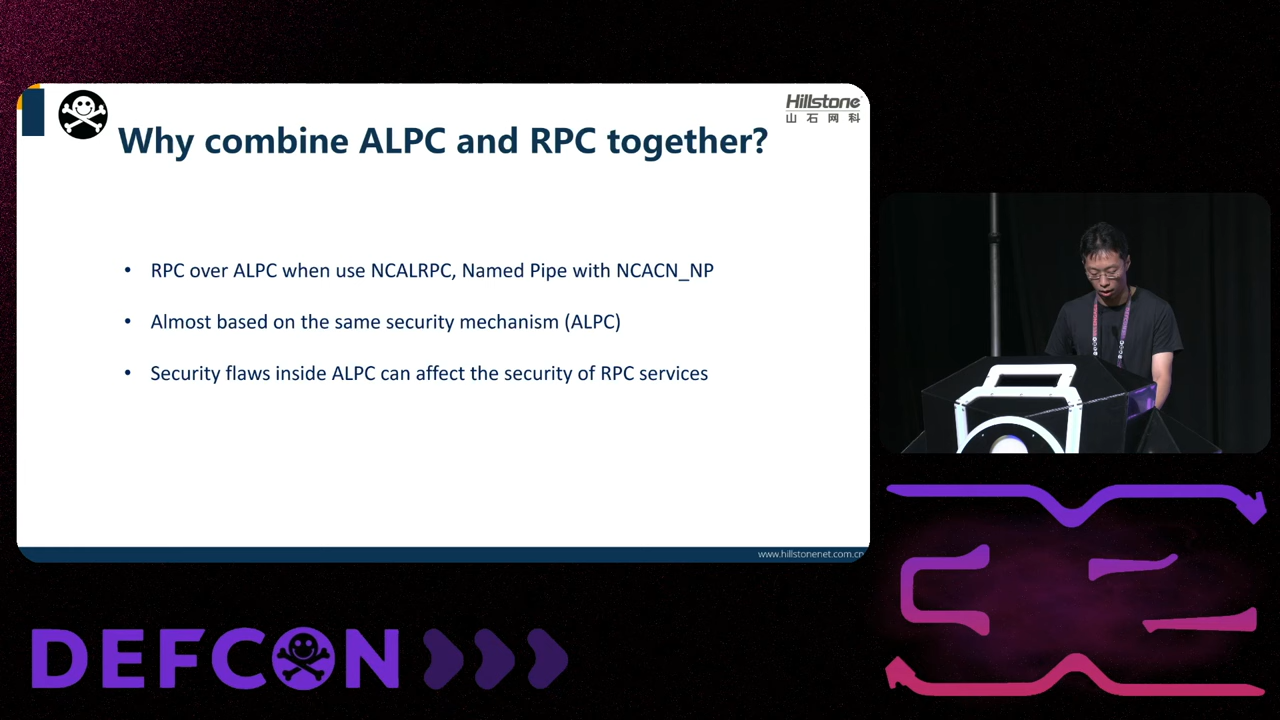 Hillstone
山石网科
Why combine ALPC and RPC together?
• RPC over ALPC when use NCALRPC, Named Pipe with NCACN_NP
• Almost based on the same security mechanism (ALPC)
• Security flaws inside ALPC can affect the security of RPC services
www.hillstonenet.com.cn
DEFCON